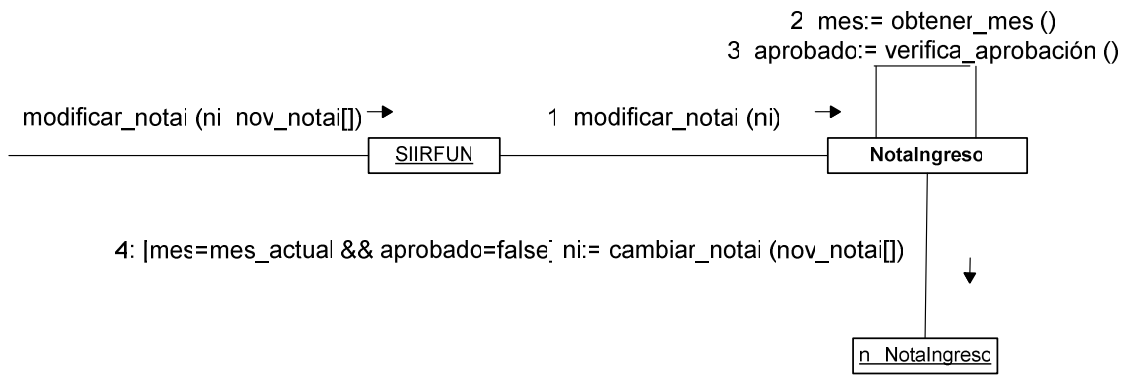 2 mes:= obtener_mes ()
3 aprobado:= verifica_aprobación ()
modificar_notai (ni nov_notai[])
1 modificar_notai (ni)
SIIRFUN
NotaIngreso
4: [mes=mes_actual && aprobado=false] ni:= cambiar_notai (nov_notai[])
n NotaIngreso